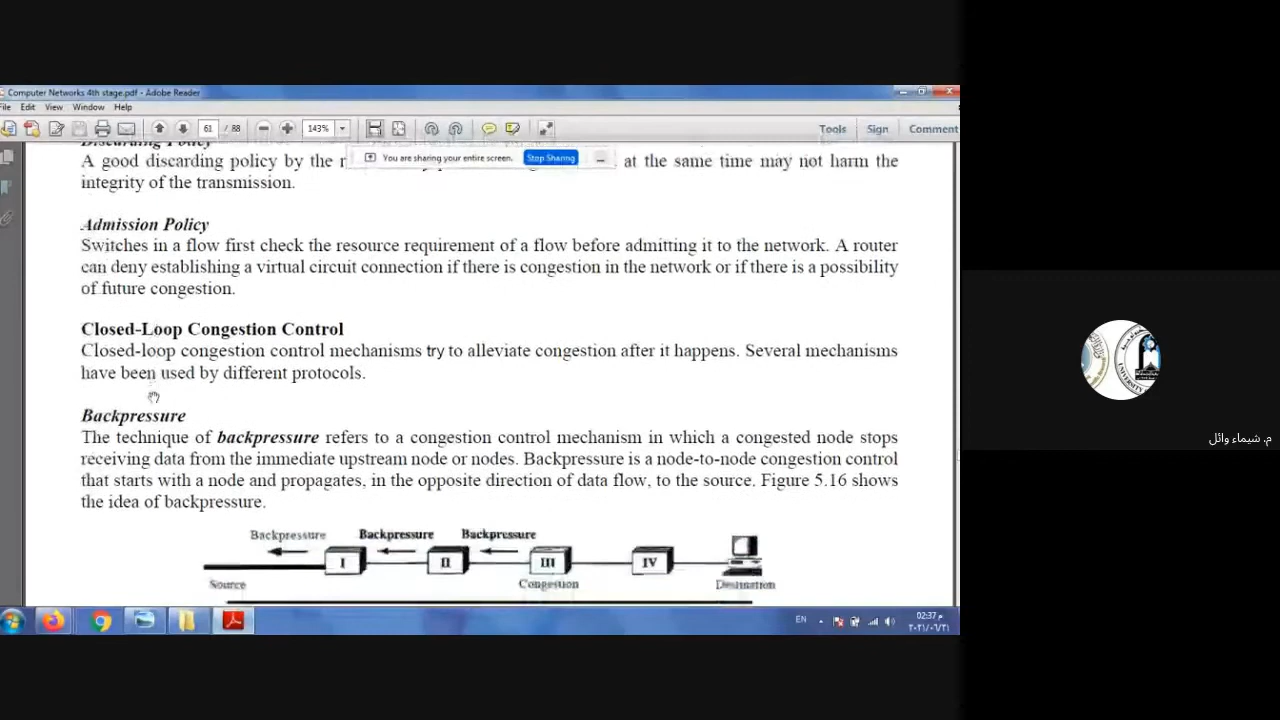 Computer Networks 4th stage.pdf - Adobe Reader
File Edit View Window Help
61 / 88 143% Tools Sign Comment
Discarding Policy
You are sharing your entire screen. Stop Sharing
A good discarding policy by the r at the same time may not harm the
integrity of the transmission.
Admission Policy
Switches in a flow first check the resource requirement of a flow before admitting it to the network. A router
can deny establishing a virtual circuit connection if there is congestion in the network or if there is a possibility
of future congestion.
Closed-Loop Congestion Control
Closed-loop congestion control mechanisms try to alleviate congestion after it happens. Several mechanisms
have been used by different protocols.
Backpressure
The technique of backpressure refers to a congestion control mechanism in which a congested node stops
receiving data from the immediate upstream node or nodes. Backpressure is a node-to-node congestion control
that starts with a node and propagates, in the opposite direction of data flow, to the source. Figure 5.16 shows
the idea of backpressure.
Backpressure Backpressure Backpressure
I II III IV
Source Congestion Destination
EN 02:37 م
٢٠٢١/٠٦/٢١
م. شيماء وائل